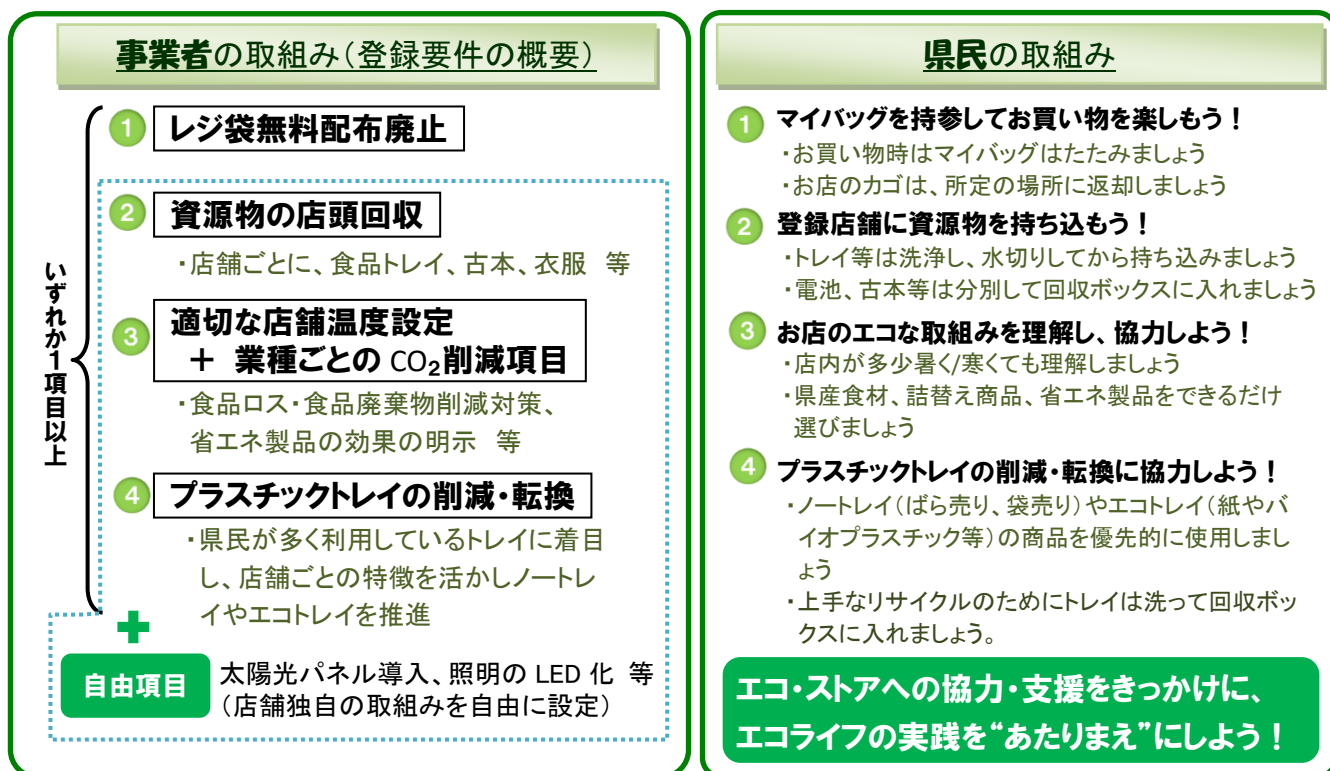 事業者の取組み（登録要件の概要）
いずれか1項目以上
1 レジ袋無料配布廃止
2 資源物の店頭回収
・店舗ごとに、食品トレイ、古本、衣服　等
3 適切な店舗温度設定
＋ 業種ごとの CO₂削減項目
・食品ロス・食品廃棄物削減対策、
省エネ製品の効果の明示　等
4 プラスチックトレイの削減・転換
・県民が多く利用しているトレイに着目
し、店舗ごとの特徴を活かしノートレ
イやエコトレイを推進
＋
自由項目
太陽光パネル導入、照明の LED 化　等
（店舗独自の取組みを自由に設定）
県民の取組み
1 マイバッグを持参してお買い物を楽しもう！
・お買い物時はマイバッグはたたみましょう
・お店のカゴは、所定の場所に返却しましょう
2 登録店舗に資源物を持ち込もう！
・トレイ等は洗浄し、水切りしてから持ち込みましょう
・電池、古本等は分別して回収ボックスに入れましょう
3 お店のエコな取組みを理解し、協力しよう！
・店内が多少暑く/寒くても理解しましょう
・県産食材、詰替え商品、省エネ製品をできるだけ
選びましょう
4 プラスチックトレイの削減・転換に協力しよう！
・ノートレイ（ばら売り、袋売り）やエコトレイ（紙やバ
イオプラスチック等）の商品を優先的に使用しまし
ょう
・上手なリサイクルのためにトレイは洗って回収ボッ
クスに入れましょう。
エコ・ストアへの協力・支援をきっかけに、
エコライフの実践を“あたりまえ”にしよう！